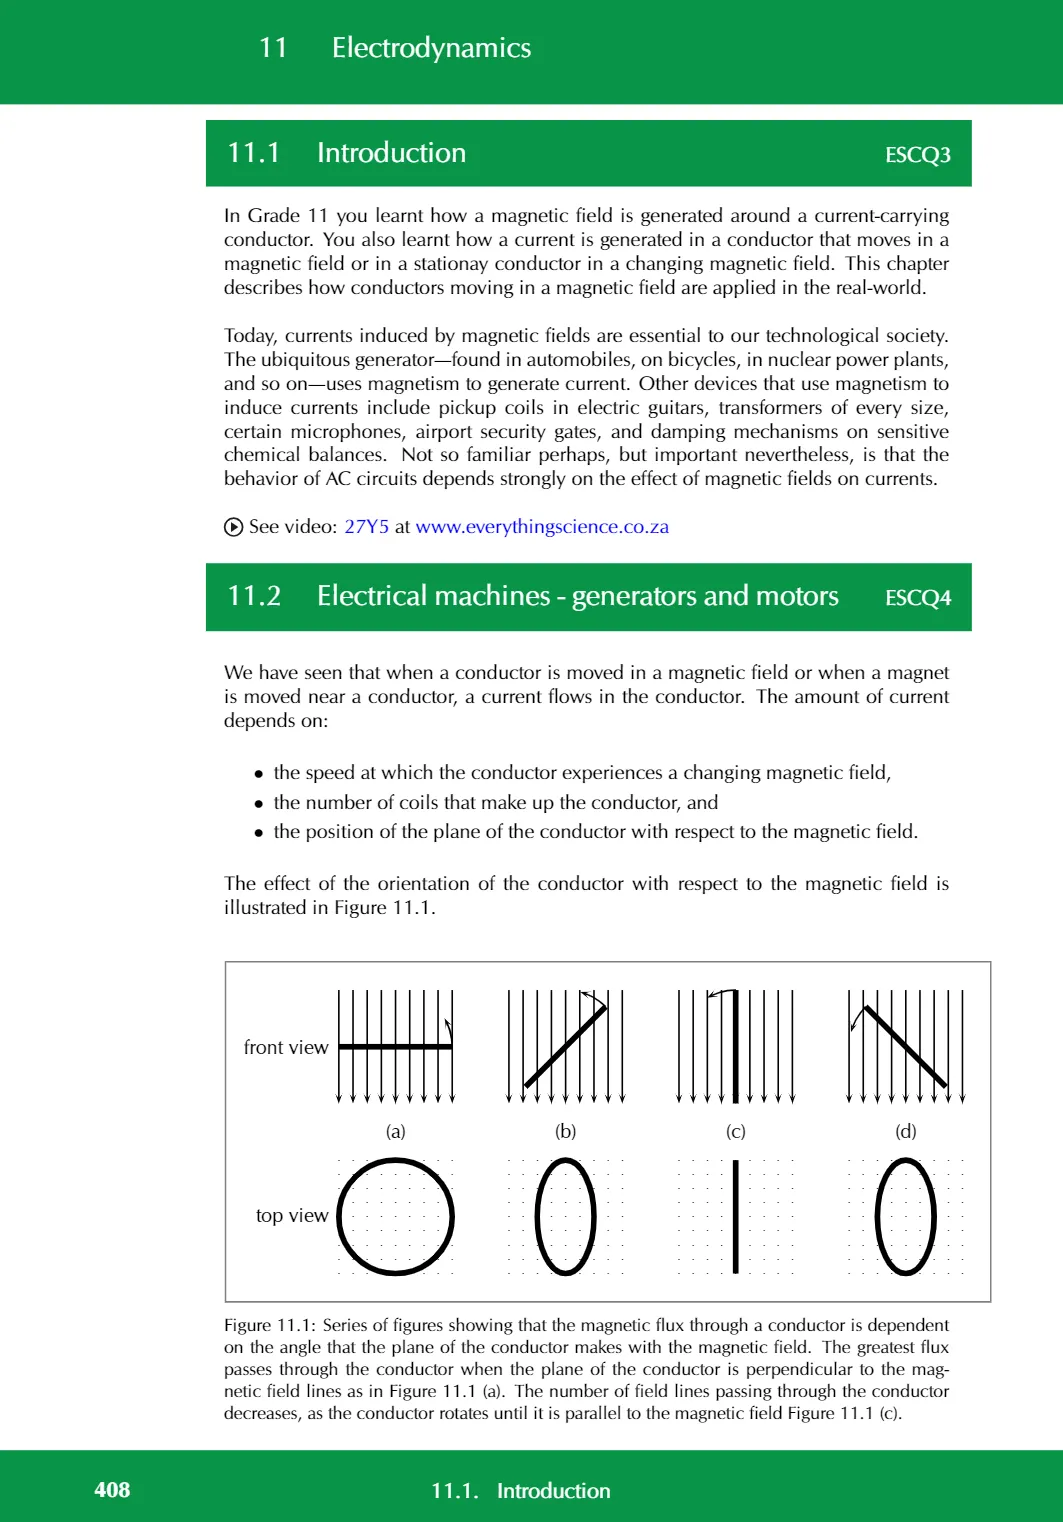 11 Electrodynamics
11.1 Introduction ESCQ3
In Grade 11 you learnt how a magnetic field is generated around a current-carrying
conductor. You also learnt how a current is generated in a conductor that moves in a
magnetic field or in a stationay conductor in a changing magnetic field. This chapter
describes how conductors moving in a magnetic field are applied in the real-world.
Today, currents induced by magnetic fields are essential to our technological society.
The ubiquitous generator—found in automobiles, on bicycles, in nuclear power plants,
and so on—uses magnetism to generate current. Other devices that use magnetism to
induce currents include pickup coils in electric guitars, transformers of every size,
certain microphones, airport security gates, and damping mechanisms on sensitive
chemical balances. Not so familiar perhaps, but important nevertheless, is that the
behavior of AC circuits depends strongly on the effect of magnetic fields on currents.
See video: 27Y5 at www.everythingscience.co.za
11.2 Electrical machines - generators and motors ESCQ4
We have seen that when a conductor is moved in a magnetic field or when a magnet
is moved near a conductor, a current flows in the conductor. The amount of current
depends on:
• the speed at which the conductor experiences a changing magnetic field,
• the number of coils that make up the conductor, and
• the position of the plane of the conductor with respect to the magnetic field.
The effect of the orientation of the conductor with respect to the magnetic field is
illustrated in Figure 11.1.
front view
(a) (b) (c) (d)
top view
Figure 11.1: Series of figures showing that the magnetic flux through a conductor is dependent
on the angle that the plane of the conductor makes with the magnetic field. The greatest flux
passes through the conductor when the plane of the conductor is perpendicular to the mag-
netic field lines as in Figure 11.1 (a). The number of field lines passing through the conductor
decreases, as the conductor rotates until it is parallel to the magnetic field Figure 11.1 (c).
408 11.1. Introduction